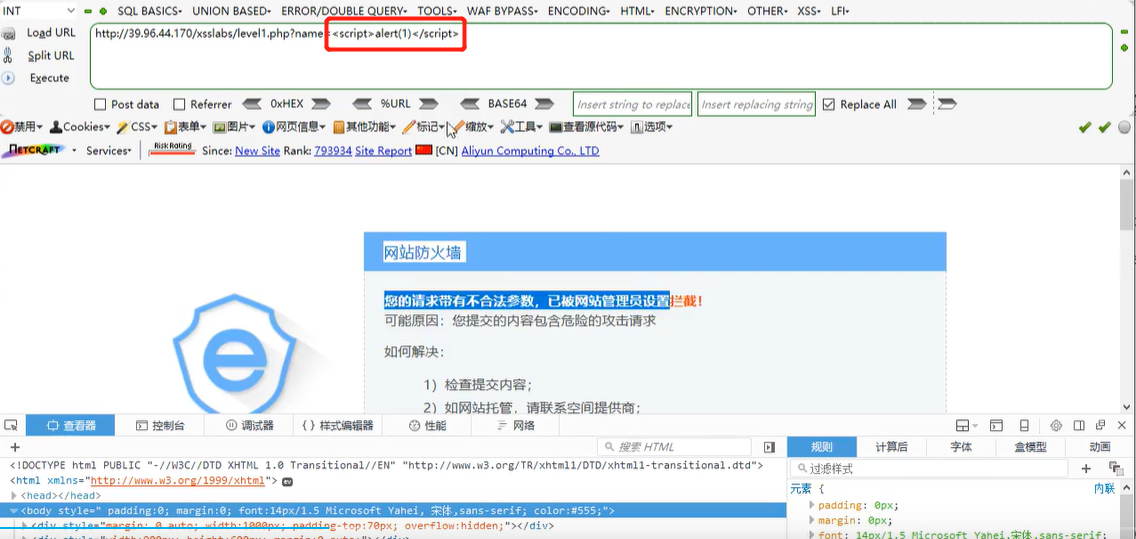 INT SQL BASICS▾ UNION BASED▾ ERROR/DOUBLE QUERY▾ TOOLS▾ WAF BYPASS▾ ENCODING▾ HTML▾ ENCRYPTION▾ OTHER▾ XSS▾ LFI▾
Load URL http://39.96.44.170/xsslabs/level1.php?name=<script>alert(1)</script>
Split URL
Execute
Post data Referrer 0xHEX %URL BASE64 Insert string to replace Insert replacing string Replace All
禁用▾ Cookies▾ CSS▾ 表单▾ 图片▾ 网页信息▾ 其他功能▾ 标记▾ 缩放▾ 工具▾ 查看源代码▾ 选项▾
NETCRAFT Services▾ Risk Rating Since: New Site Rank: 793934 Site Report [CN] Aliyun Computing Co., LTD
网站防火墙
您的请求带有不合法参数，已被网站管理员设置拦截！
可能原因：您提交的内容包含危险的攻击请求
如何解决：
1）检查提交内容；
2）如网站托管，请联系空间提供商；
查看器 控制台 调试器 { } 样式编辑器 性能 网络
+ 搜索 HTML 规则 计算后 字体 盒模型 动画
<!DOCTYPE html PUBLIC "-//W3C//DTD XHTML 1.0 Transitional//EN" "http://www.w3.org/TR/xhtml1/DTD/xhtml1-transitional.dtd">
<html xmlns="http://www.w3.org/1999/xhtml"> ev
<head></head>
<body style=" padding:0; margin:0; font:14px/1.5 Microsoft Yahei, 宋体,sans-serif; color:#555;">
<div style="margin: 0 auto; width:1000px; padding-top:70px; overflow:hidden;"></div>
过滤样式 +
元素 { 内联
padding: 0px;
margin: 0px;
font: 14px/1.5 Microsoft Yahei,宋体,sans-serif;